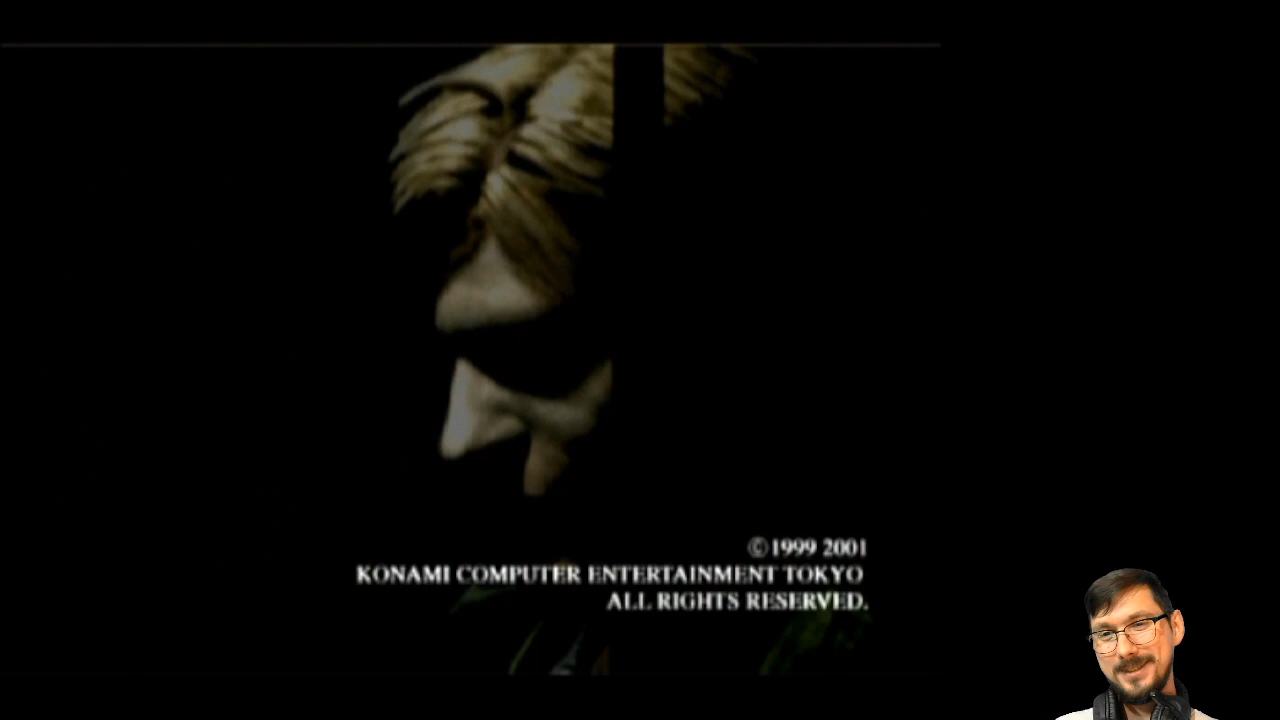 ©1999 2001
KONAMI COMPUTER ENTERTAINMENT TOKYO
ALL RIGHTS RESERVED.